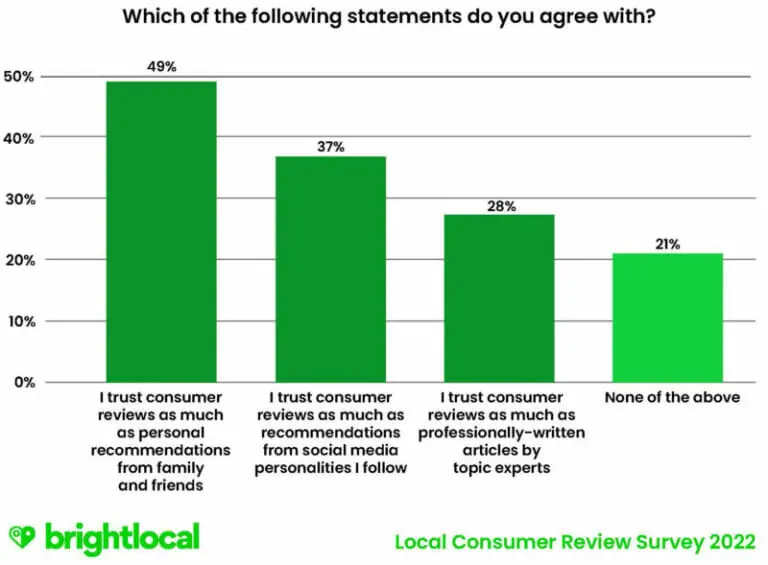 Which of the following statements do you agree with?
50%
40%
30%
20%
10%
0%
49%
37%
28%
21%
I trust consumer
reviews as much
as personal
recommendations
from family
and friends
I trust consumer
reviews as much as
recommendations
from social media
personalities I follow
I trust consumer
reviews as much as
professionally-written
articles by
topic experts
None of the above
brightlocal
Local Consumer Review Survey 2022